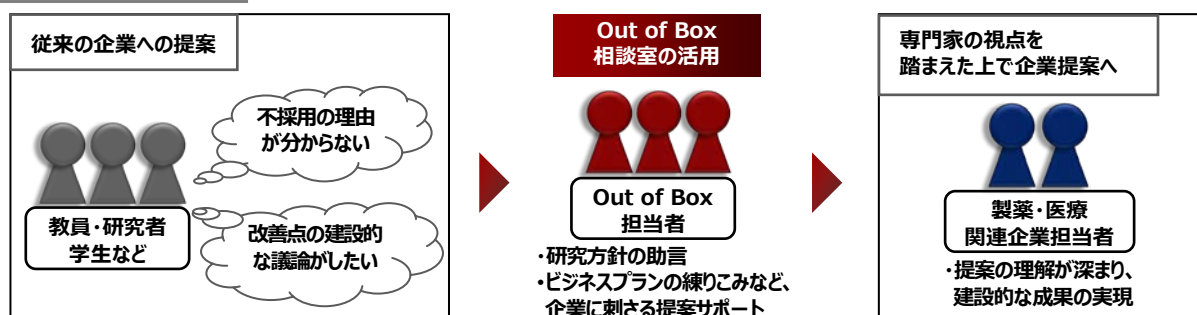 従来の企業への提案
不採用の理由
が分からない
教員・研究者
学生など
改善点の建設的
な議論がしたい
Out of Box
相談室の活用
Out of Box
担当者
・研究方針の助言
・ビジネスプランの練りこみなど、
企業に刺さる提案サポート
専門家の視点を
踏まえた上で企業提案へ
製薬・医療
関連企業担当者
・提案の理解が深まり、
建設的な成果の実現